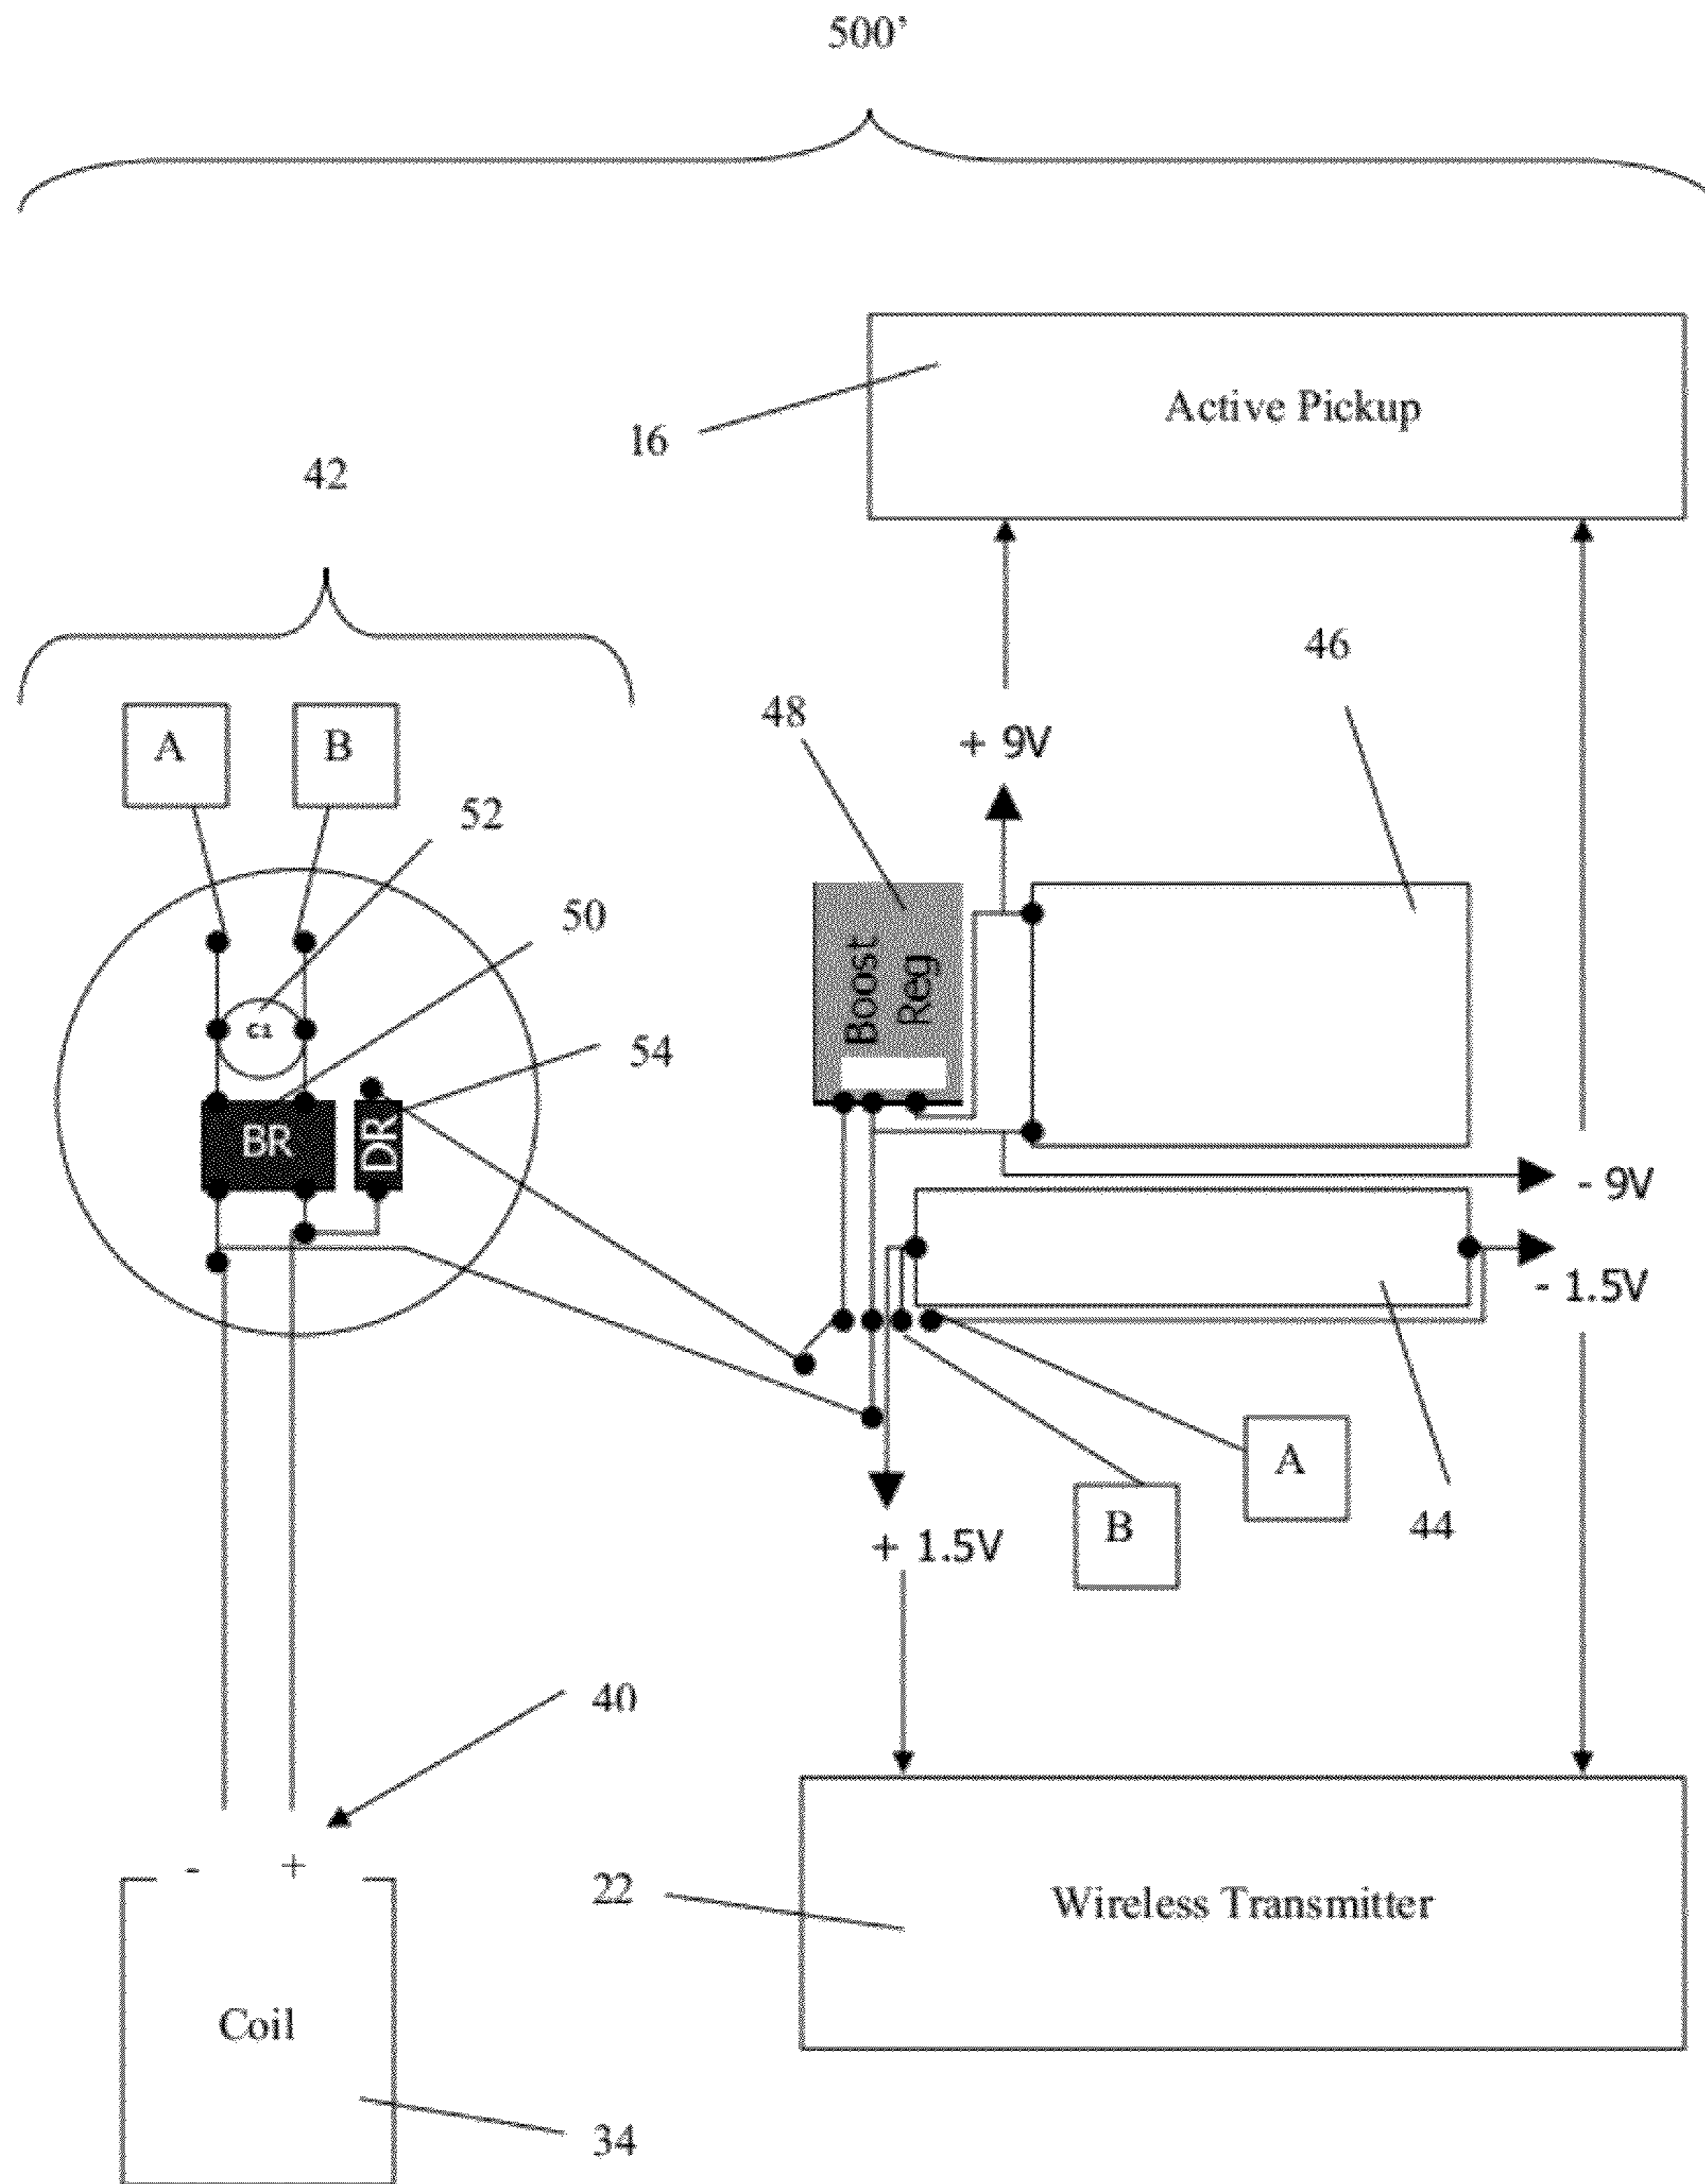 500’
Active Pickup
16
42
46
48
+ 9V
A
B
52
50
Boost
Reg
C1
54
BR
DR
- 9V
- 1.5V
A
B
44
+ 1.5V
40
- +
22
Wireless Transmitter
Coil
34